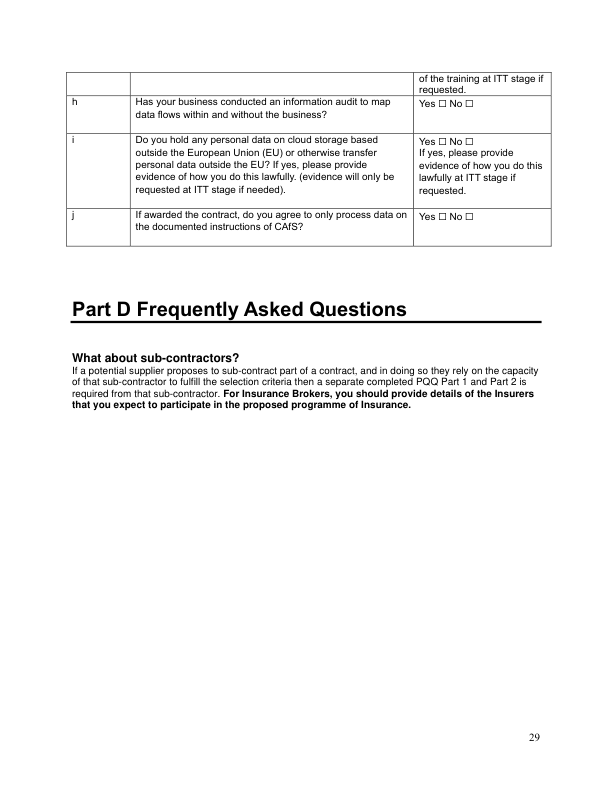 of the training at ITT stage if
requested.
h
Has your business conducted an information audit to map
data flows within and without the business?
Yes ☐ No ☐
i
Do you hold any personal data on cloud storage based
outside the European Union (EU) or otherwise transfer
personal data outside the EU? If yes, please provide
evidence of how you do this lawfully. (evidence will only be
requested at ITT stage if needed).
Yes ☐ No ☐
If yes, please provide
evidence of how you do this
lawfully at ITT stage if
requested.
j
If awarded the contract, do you agree to only process data on
the documented instructions of CAfS?
Yes ☐ No ☐
Part D Frequently Asked Questions
What about sub-contractors?
If a potential supplier proposes to sub-contract part of a contract, and in doing so they rely on the capacity
of that sub-contractor to fulfill the selection criteria then a separate completed PQQ Part 1 and Part 2 is
required from that sub-contractor. For Insurance Brokers, you should provide details of the Insurers
that you expect to participate in the proposed programme of Insurance.
29